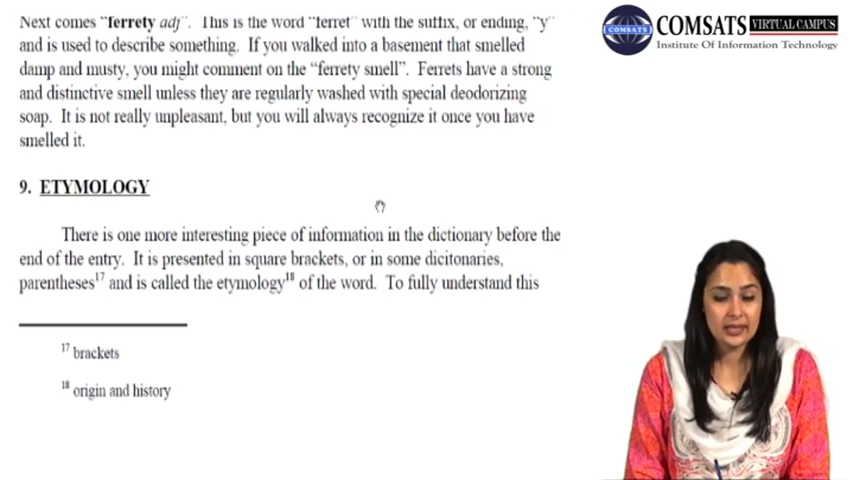 Next comes "ferrety adj". This is the word "ferret" with the suffix, or ending, "y"
and is used to describe something. If you walked into a basement that smelled
damp and musty, you might comment on the "ferrety smell". Ferrets have a strong
and distinctive smell unless they are regularly washed with special deodorizing
soap. It is not really unpleasant, but you will always recognize it once you have
smelled it.
9. ETYMOLOGY
There is one more interesting piece of information in the dictionary before the
end of the entry. It is presented in square brackets, or in some dicitonaries,
parentheses17 and is called the etymology18 of the word. To fully understand this
17 brackets
18 origin and history
COMSATS
COMSATS VIRTUAL CAMPUS
Institute Of Information Technology